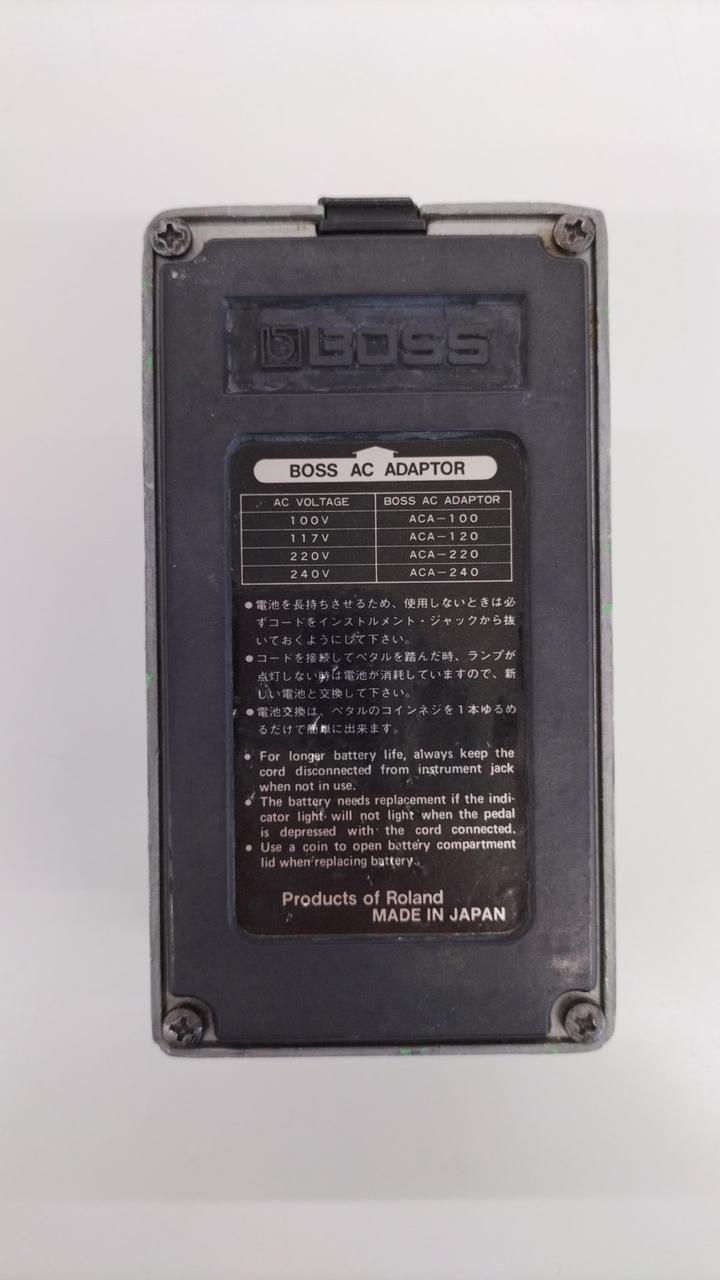 BOSS
BOSS AC ADAPTOR
AC VOLTAGE BOSS AC ADAPTOR
100V ACA-100
117V ACA-120
220V ACA-220
240V ACA-240
●電池を長持ちさせるため、使用しないときは必
ずコードをインストルメント・ジャックから抜
いておくようにして下さい。
●コードを接続してペタルを踏んだ時、ランプが
点灯しない時は電池が消耗していますので、新
しい電池と交換して下さい。
●電池交換は、ペタルのコインネジを1本ゆるめ
るだけで簡単に出来ます。
● For longer battery life, always keep the
cord disconnected from instrument jack
when not in use.
● The battery needs replacement if the indi-
cator light will not light when the pedal
is depressed with the cord connected.
● Use a coin to open battery compartment
lid when replacing battery.
Products of Roland
MADE IN JAPAN